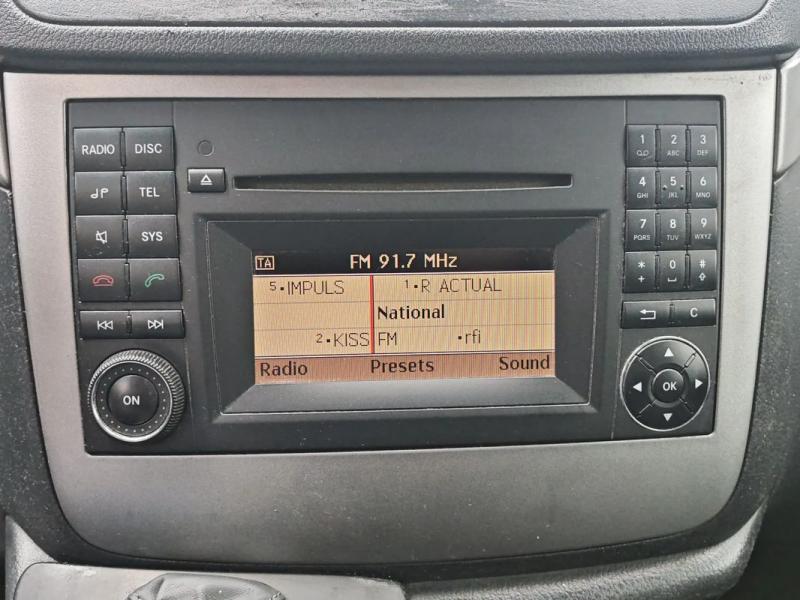 RADIO DISC
TEL
SYS
ON
TA FM 91.7 MHz
5·IMPULS 1·R ACTUAL
National
2·KISS FM ·rfi
Radio Presets Sound
1 2 ABC 3 DEF
4 GHI 5 JKL 6 MNO
7 PQRS 8 TUV 9 WXYZ
* + 0 #
C
OK